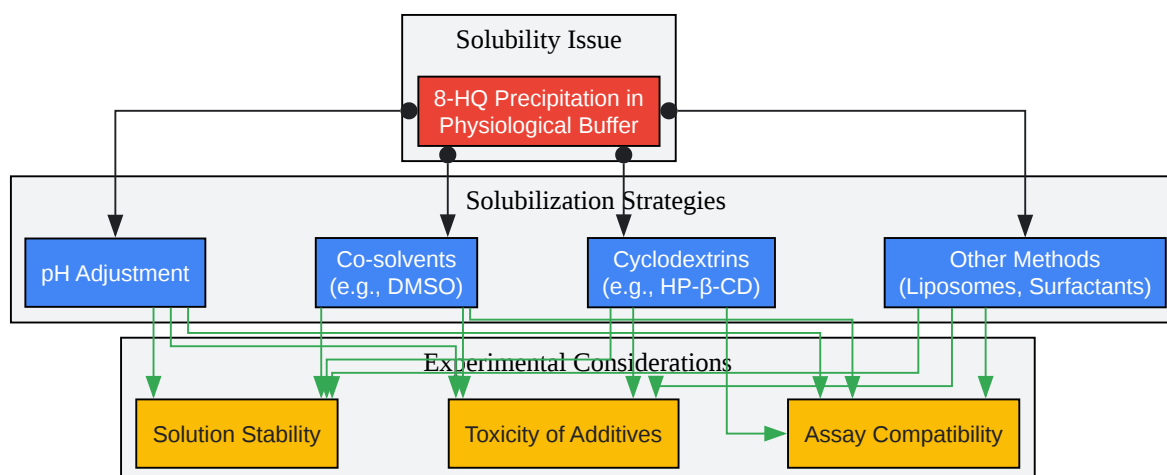 Solubility Issue
8-HQ Precipitation in
Physiological Buffer
Solubilization Strategies
pH Adjustment
Co-solvents
(e.g., DMSO)
Cyclodextrins
(e.g., HP-β-CD)
Other Methods
(Liposomes, Surfactants)
Experimental Considerations
Solution Stability
Toxicity of Additives
Assay Compatibility